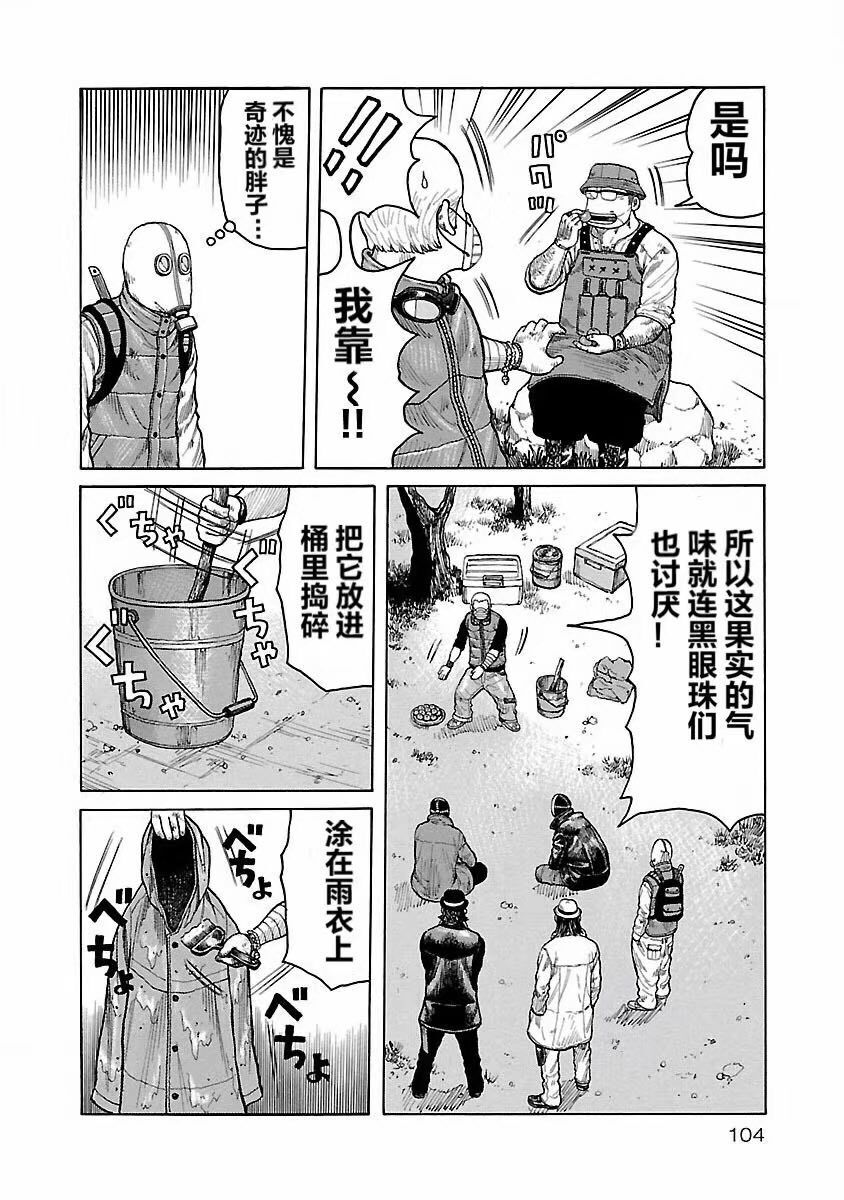 是吗
パクッ
!!
我靠
～!!
不愧是
奇迹的胖子…
所以这果实的气
味就连黑眼珠们
也讨厌！
把它放进
桶里捣碎
ぐちゃ
ぐちゃ
ぐちゃ
涂在雨衣上
べちょ
べちょ
べちょ
104